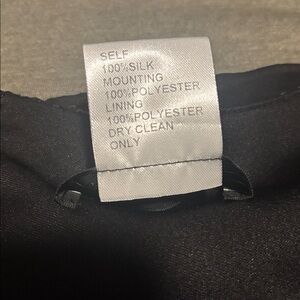 SELF
100%SILK
MOUNTING
100%POLYESTER
LINING
100%POLYESTER
DRY CLEAN
ONLY